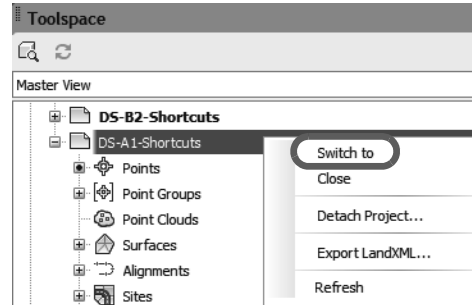 Toolspace
Master View
DS-B2-Shortcuts
DS-A1-Shortcuts
Points
Point Groups
Point Clouds
Surfaces
Alignments
Sites
Switch to
Close
Detach Project...
Export LandXML...
Refresh